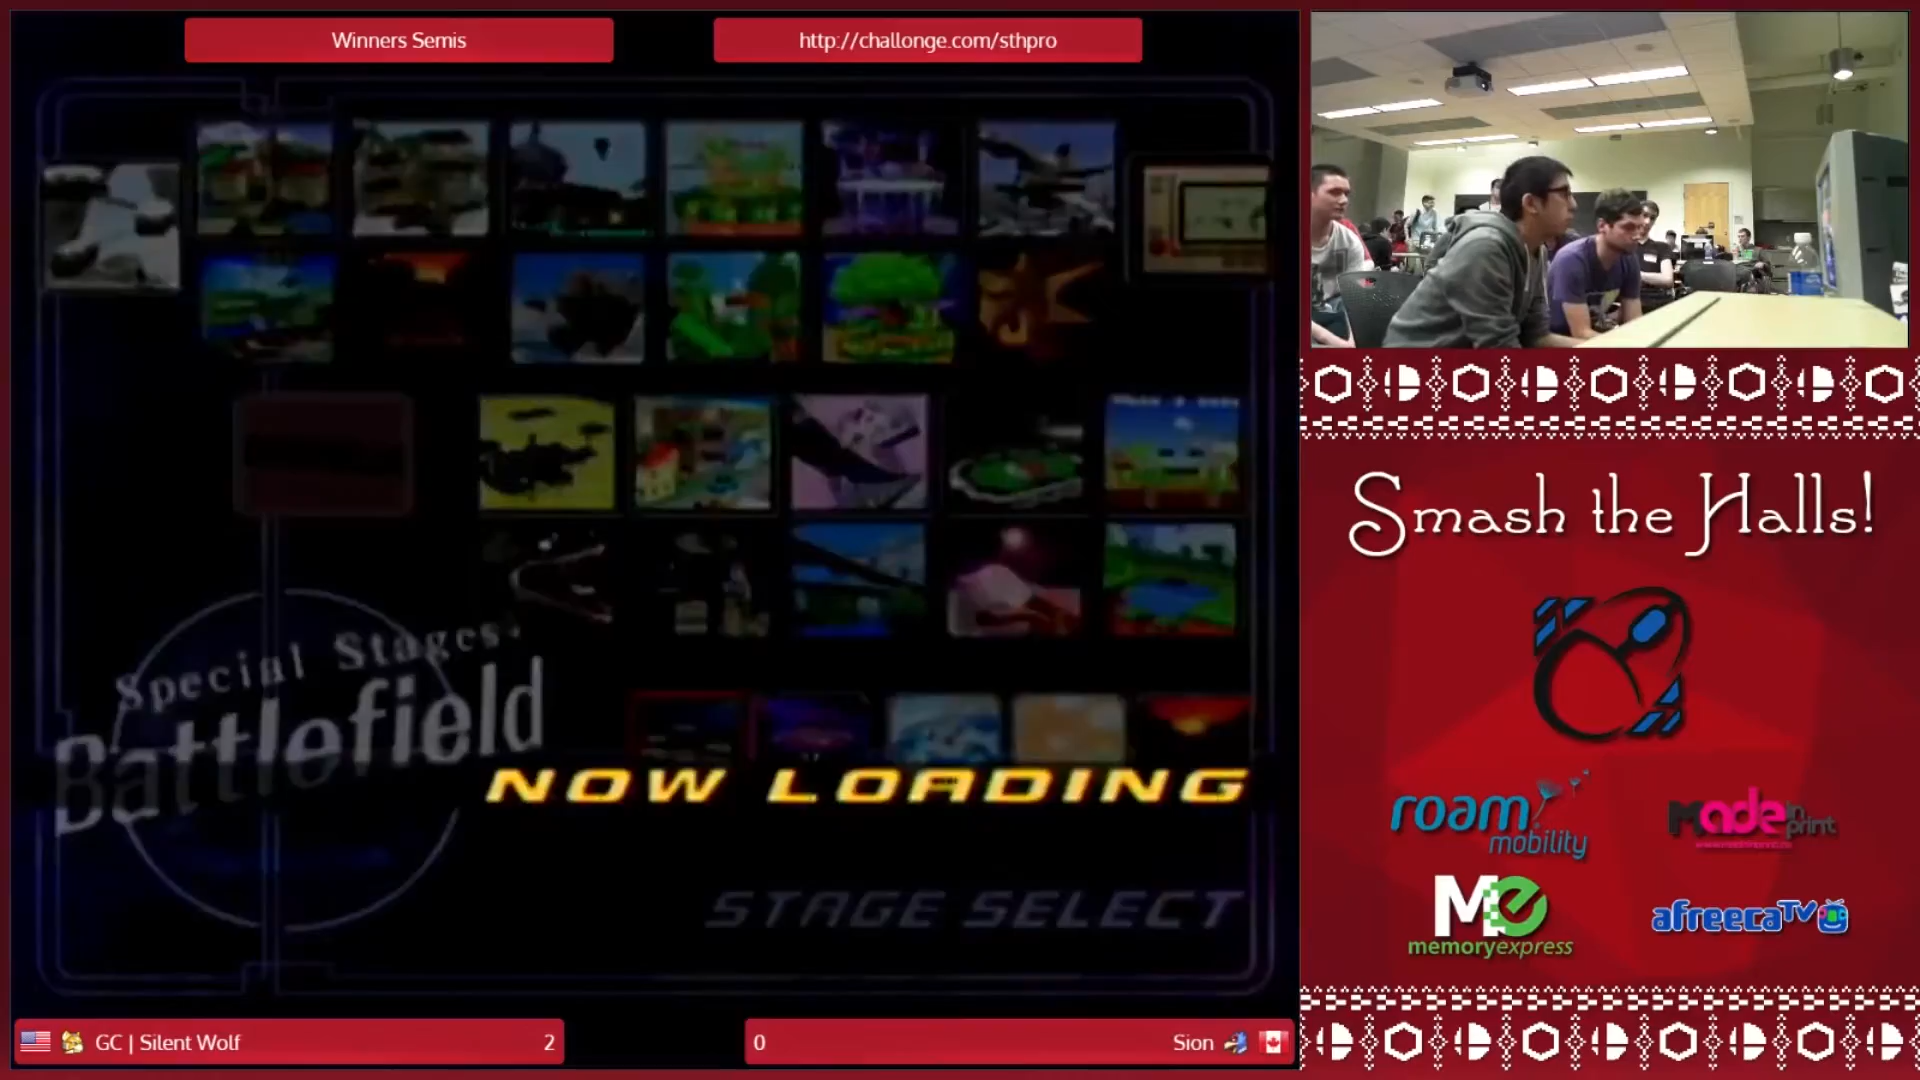 Winners Semis
http://challonge.com/sthpro
Special Stages:
Battlefield
NOW LOADING
STAGE SELECT
GC | Silent Wolf
2
0
Sion
Smash the Halls!
roam
mobility
Made
in
print
Me
memoryexpress
afreecaTV